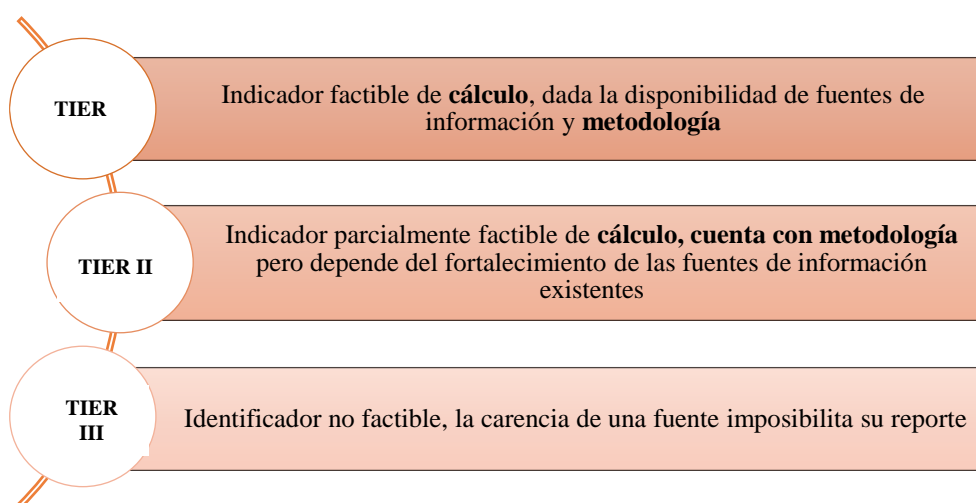 TIER
Indicador factible de cálculo, dada la disponibilidad de fuentes de
información y metodología
TIER II
Indicador parcialmente factible de cálculo, cuenta con metodología
pero depende del fortalecimiento de las fuentes de información
existentes
TIER
III
Identificador no factible, la carencia de una fuente imposibilita su reporte